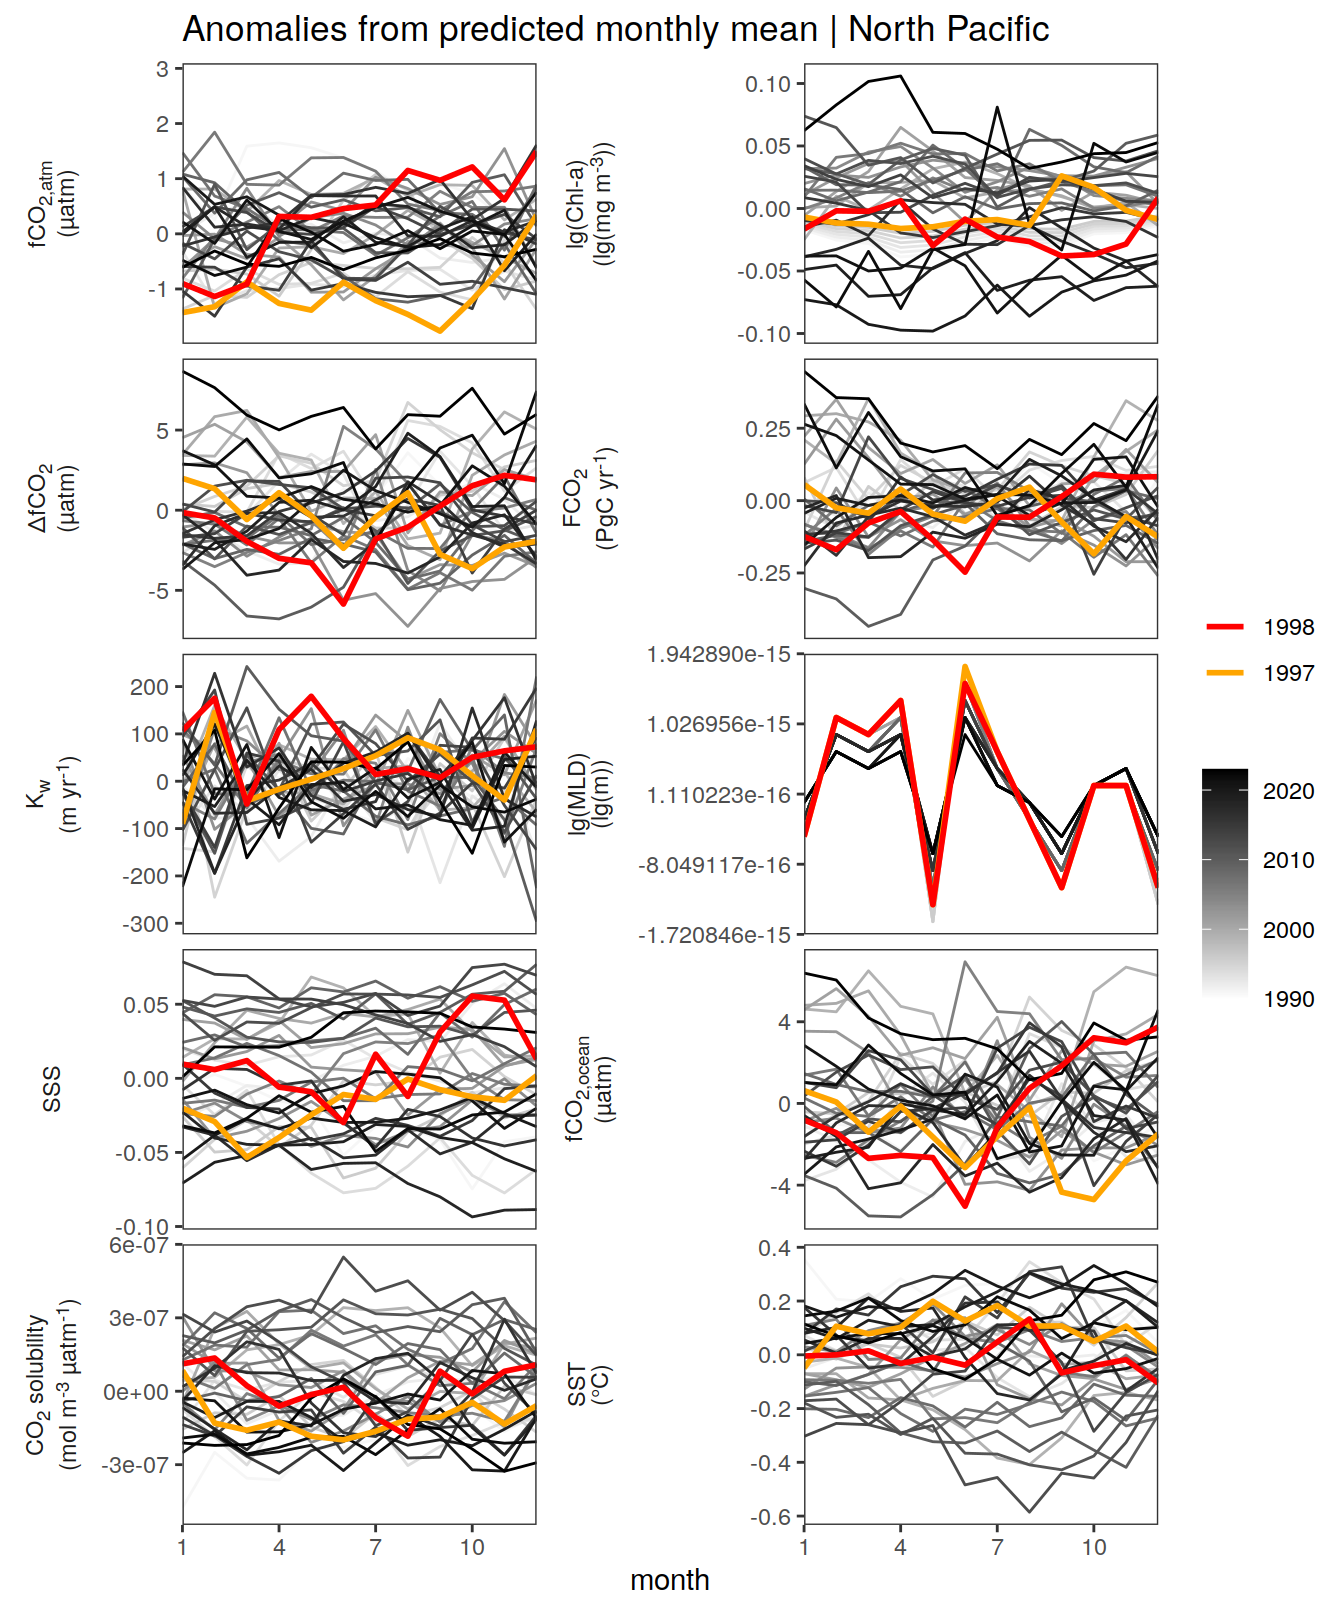 Anomalies from predicted monthly mean | North Pacific
fCO2,atm
(µatm)
3
2
1
0
-1
lg(Chl-a)
(lg(mg m-3))
0.10
0.05
0.00
-0.05
-0.10
ΔfCO2
(µatm)
5
0
-5
FCO2
(PgC yr-1)
0.25
0.00
-0.25
Kw
(m yr-1)
200
100
0
-100
-200
-300
lg(MLD)
(lg(m))
1.942890e-15
1.026956e-15
1.110223e-16
-8.049117e-16
-1.720846e-15
SSS
0.05
0.00
-0.05
-0.10
fCO2,ocean
(µatm)
4
0
-4
CO2 solubility
(mol m-3 µatm-1)
6e-07
3e-07
0e+00
-3e-07
SST
(°C)
0.4
0.2
0.0
-0.2
-0.4
-0.6
1 4 7 10
1 4 7 10
month
1998
1997
2020
2010
2000
1990